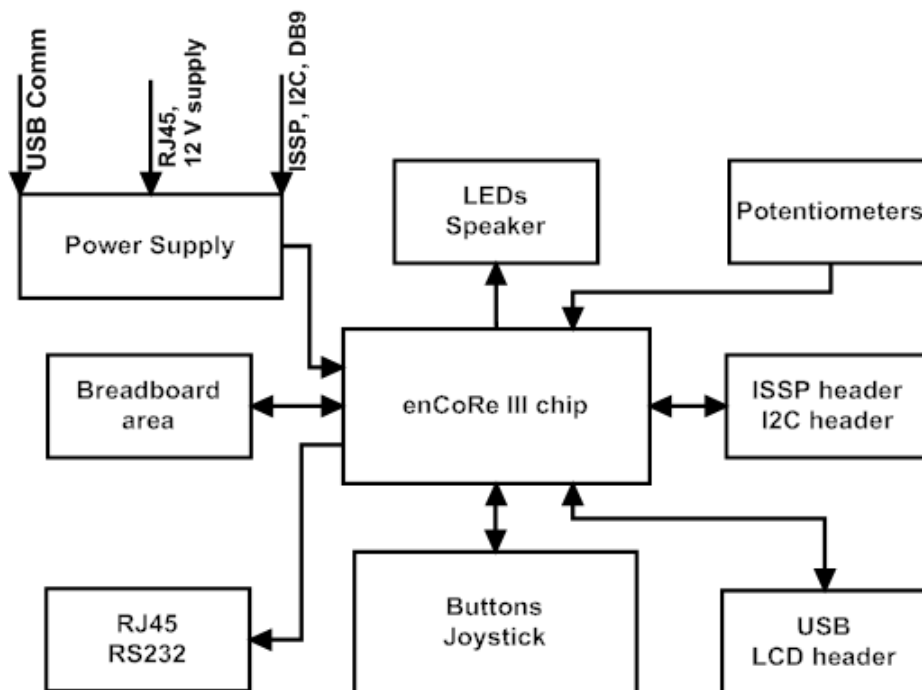 USB Comm
RJ45,
12 V supply
ISSP, I2C, DB9
Power Supply
LEDs
Speaker
Potentiometers
Breadboard
area
enCoRe III chip
ISSP header
I2C header
RJ45
RS232
Buttons
Joystick
USB
LCD header